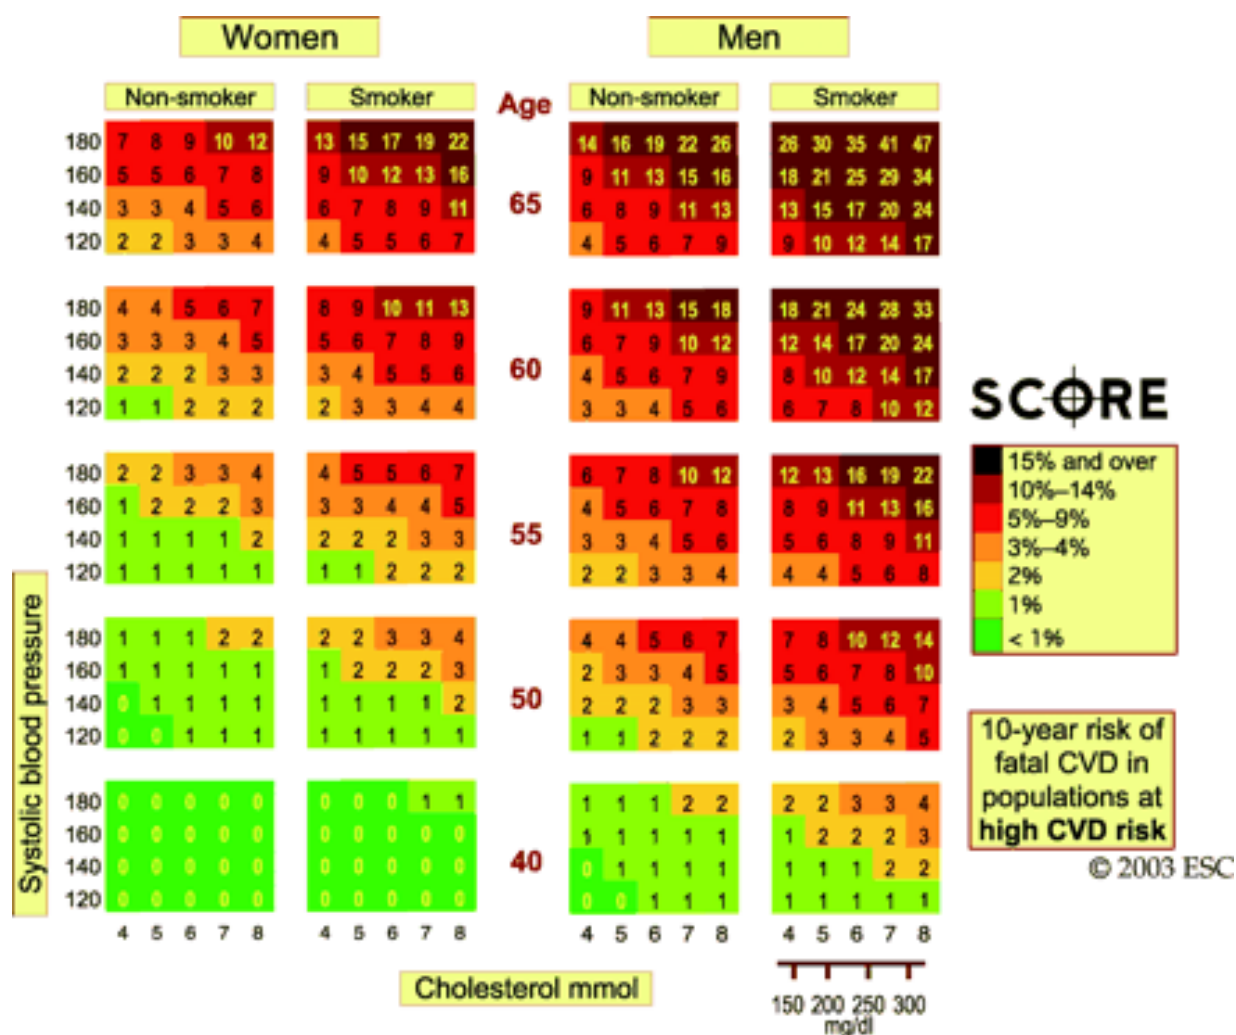 Women Men
Non-smoker Smoker Age Non-smoker Smoker
180 7 8 9 10 12 13 15 17 19 22 14 16 19 22 26 26 30 35 41 47
160 5 5 6 7 8 9 10 12 13 16 9 11 13 15 16 18 21 25 29 34
65
140 3 3 4 5 6 6 7 8 9 11 6 8 9 11 13 13 15 17 20 24
120 2 2 3 3 4 4 5 5 6 7 4 5 6 7 9 9 10 12 14 17
180 4 4 5 6 7 8 9 10 11 13 9 11 13 15 18 18 21 24 28 33
160 3 3 3 4 5 5 6 7 8 9 6 7 9 10 12 12 14 17 20 24
60
140 2 2 2 3 3 3 4 5 5 6 4 5 6 7 9 8 10 12 14 17
120 1 1 2 2 2 2 3 3 4 4 3 3 4 5 6 6 7 8 10 12
180 2 2 3 3 4 4 5 5 6 7 6 7 8 10 12 12 13 16 19 22
160 1 2 2 2 3 3 3 4 4 5 4 5 6 7 8 8 9 11 13 16
55
140 1 1 1 1 2 2 2 2 3 3 3 3 4 5 6 5 6 8 9 11
120 1 1 1 1 1 1 1 2 2 2 2 2 3 3 4 4 4 5 6 8
180 1 1 1 2 2 2 2 3 3 4 4 4 5 6 7 7 8 10 12 14
160 1 1 1 1 1 1 2 2 2 3 2 3 3 4 5 5 6 7 8 10
50
140 0 1 1 1 1 1 1 1 1 2 2 2 2 3 3 3 4 5 6 7
120 0 0 1 1 1 1 1 1 1 1 1 1 2 2 2 2 3 3 4 5
180 0 0 0 0 0 0 0 0 1 1 1 1 1 2 2 2 2 3 3 4
160 0 0 0 0 0 0 0 0 0 0 1 1 1 1 1 1 2 2 2 3
40
140 0 0 0 0 0 0 0 0 0 0 0 1 1 1 1 1 1 1 2 2
120 0 0 0 0 0 0 0 0 0 0 0 0 1 1 1 1 1 1 1 1
4 5 6 7 8 4 5 6 7 8 4 5 6 7 8 4 5 6 7 8
Systolic blood pressure
Cholesterol mmol
150 200 250 300
mg/dl
SCORE
15% and over
10%–14%
5%–9%
3%–4%
2%
1%
< 1%
10-year risk of
fatal CVD in
populations at
high CVD risk
© 2003 ESC